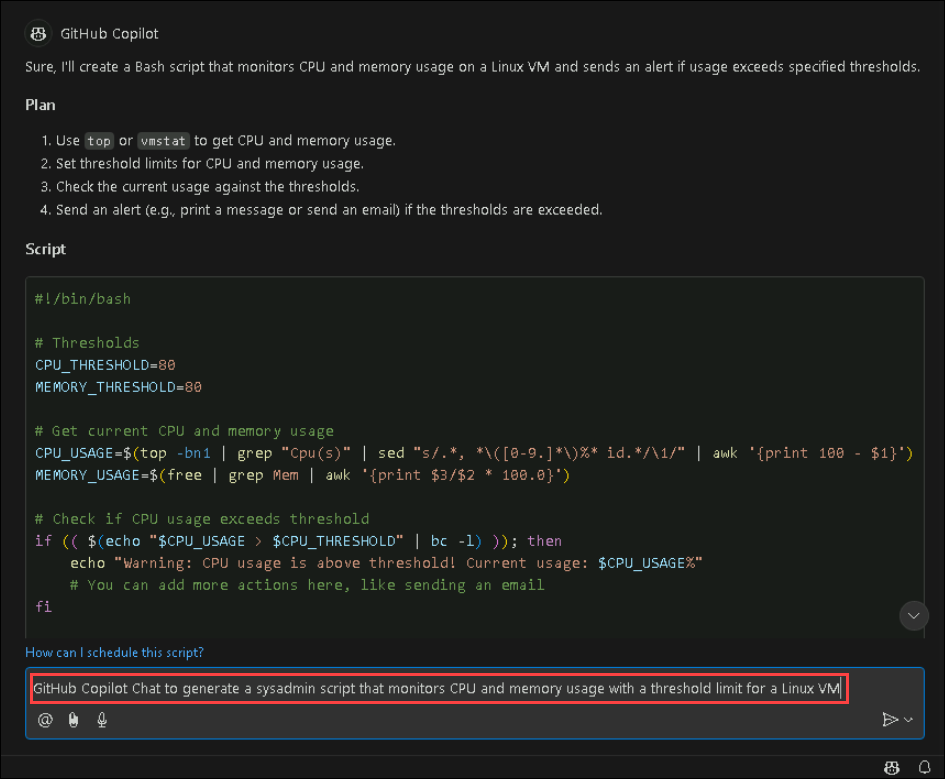 GitHub Copilot
Sure, I'll create a Bash script that monitors CPU and memory usage on a Linux VM and sends an alert if usage exceeds specified thresholds.
Plan
1. Use top or vmstat to get CPU and memory usage.
2. Set threshold limits for CPU and memory usage.
3. Check the current usage against the thresholds.
4. Send an alert (e.g., print a message or send an email) if the thresholds are exceeded.
Script
#!/bin/bash
# Thresholds
CPU_THRESHOLD=80
MEMORY_THRESHOLD=80
# Get current CPU and memory usage
CPU_USAGE=$(top -bn1 | grep "Cpu(s)" | sed "s/.*, *\([0-9.]*\)%* id.*/\1/" | awk '{print 100 - $1}')
MEMORY_USAGE=$(free | grep Mem | awk '{print $3/$2 * 100.0}')
# Check if CPU usage exceeds threshold
if (( $(echo "$CPU_USAGE > $CPU_THRESHOLD" | bc -l) )); then
    echo "Warning: CPU usage is above threshold! Current usage: $CPU_USAGE%"
    # You can add more actions here, like sending an email
fi
How can I schedule this script?
GitHub Copilot Chat to generate a sysadmin script that monitors CPU and memory usage with a threshold limit for a Linux VM